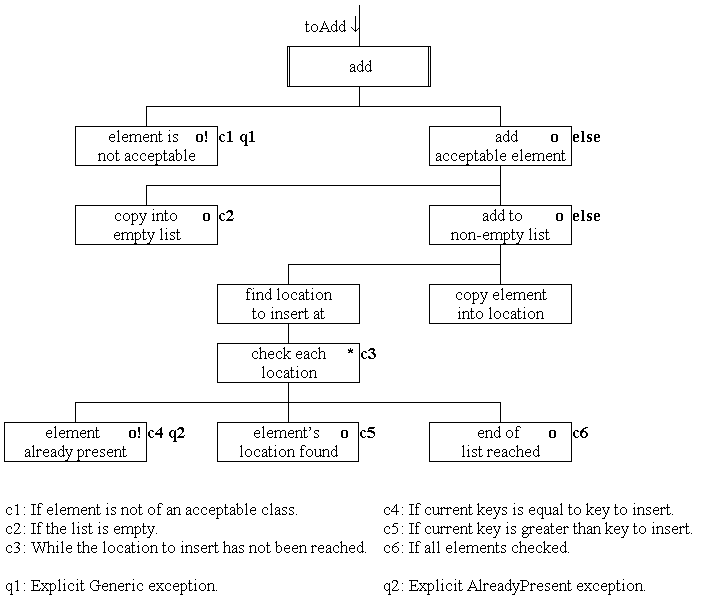 toAdd
add
element is o! c1 q1
not acceptable
add o else
acceptable element
copy into o c2
empty list
add to o else
non-empty list
find location
to insert at
copy element
into location
check each * c3
location
element o! c4 q2
already present
element's o c5
location found
end of o c6
list reached
c1: If element is not of an acceptable class.
c2: If the list is empty.
c3: While the location to insert has not been reached.
c4: If current keys is equal to key to insert.
c5: If current key is greater than key to insert.
c6: If all elements checked.
q1: Explicit Generic exception.
q2: Explicit AlreadyPresent exception.